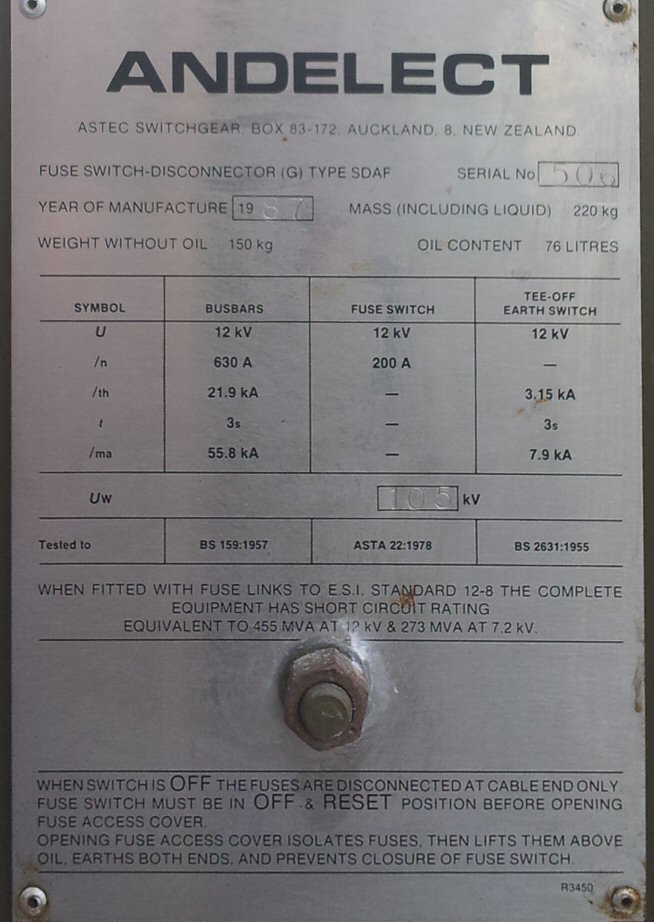 ANDELECT
ASTEC SWITCHGEAR, BOX 83-172, AUCKLAND, 8, NEW ZEALAND
FUSE SWITCH-DISCONNECTOR (G) TYPE SDAF SERIAL No 506
YEAR OF MANUFACTURE 19 87 MASS (INCLUDING LIQUID) 220 kg
WEIGHT WITHOUT OIL 150 kg OIL CONTENT 76 LITRES
SYMBOL BUSBARS FUSE SWITCH TEE-OFF EARTH SWITCH
U 12 kV 12 kV 12 kV
In 630 A 200 A —
Ith 21.9 kA — 3.15 kA
t 3s — 3s
Ima 55.8 kA — 7.9 kA
Uw 105 kV
Tested to BS 159:1957 ASTA 22:1978 BS 2631:1955
WHEN FITTED WITH FUSE LINKS TO E.S.I. STANDARD 12-8 THE COMPLETE
EQUIPMENT HAS SHORT CIRCUIT RATING
EQUIVALENT TO 455 MVA AT 12 kV & 273 MVA AT 7.2 kV.
WHEN SWITCH IS OFF THE FUSES ARE DISCONNECTED AT CABLE END ONLY
FUSE SWITCH MUST BE IN OFF & RESET POSITION BEFORE OPENING
FUSE ACCESS COVER.
OPENING FUSE ACCESS COVER ISOLATES FUSES, THEN LIFTS THEM ABOVE
OIL, EARTHS BOTH ENDS, AND PREVENTS CLOSURE OF FUSE SWITCH.
R3450